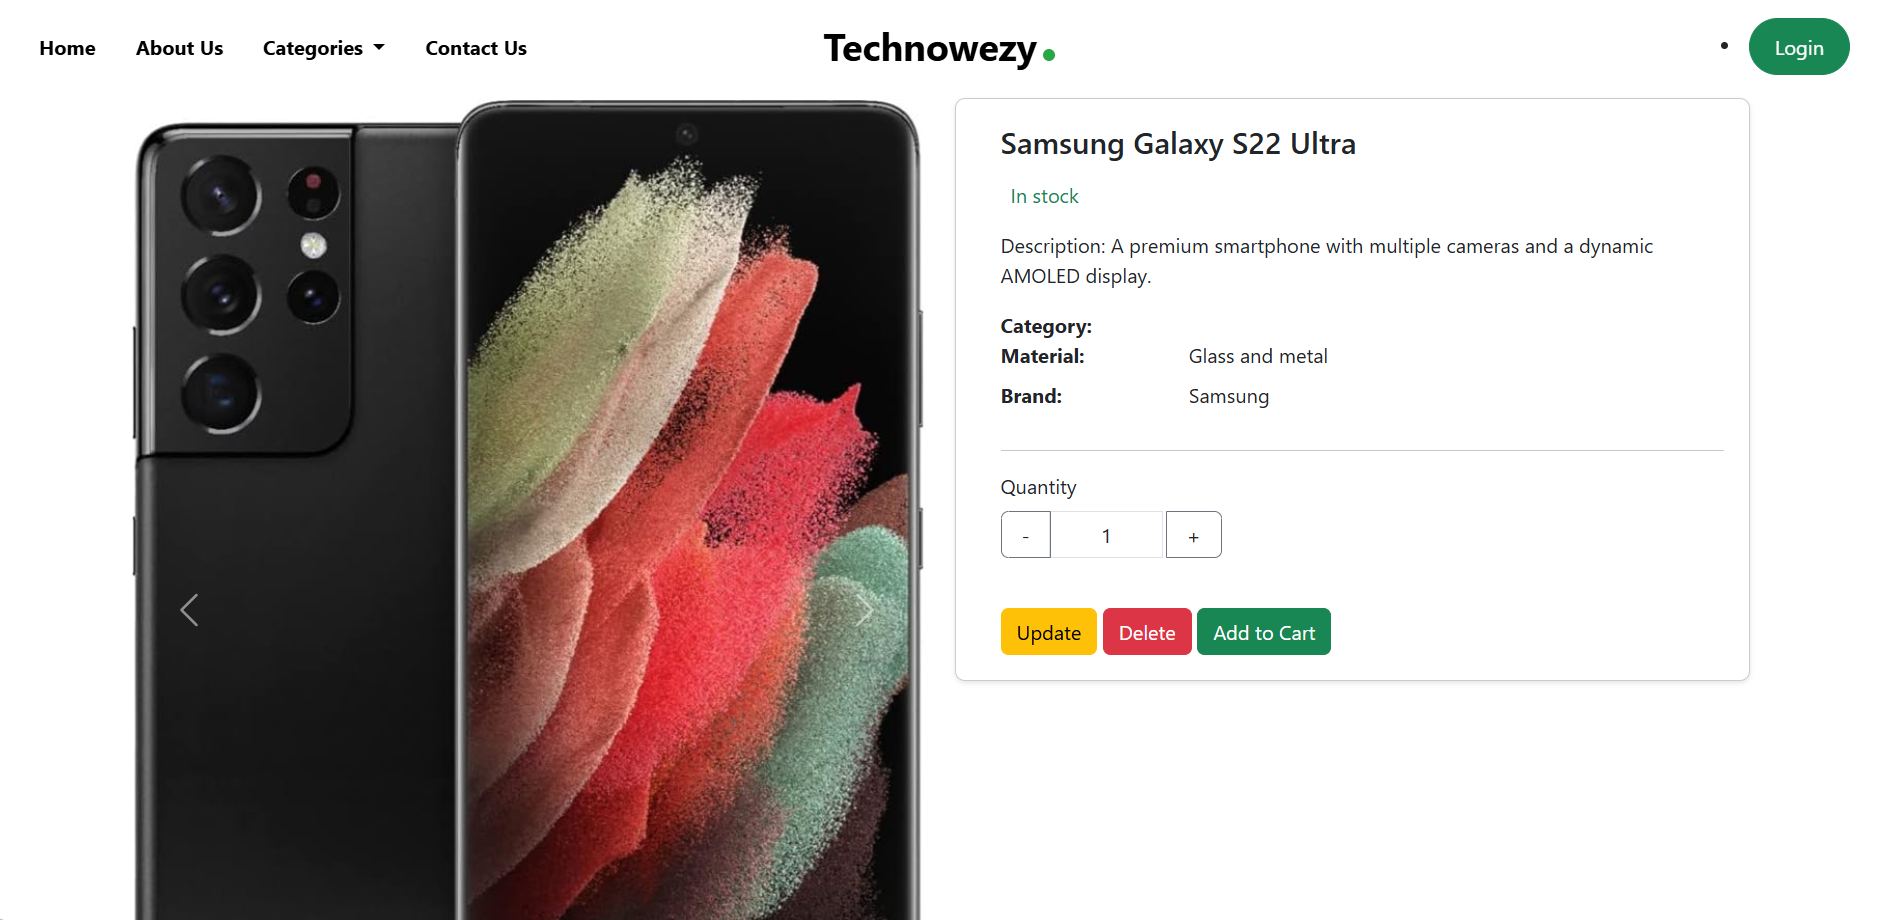 Home About Us Categories Contact Us Technowezy Login
Samsung Galaxy S22 Ultra
In stock
Description: A premium smartphone with multiple cameras and a dynamic
AMOLED display.
Category:
Material: Glass and metal
Brand: Samsung
Quantity
- 1 +
Update Delete Add to Cart